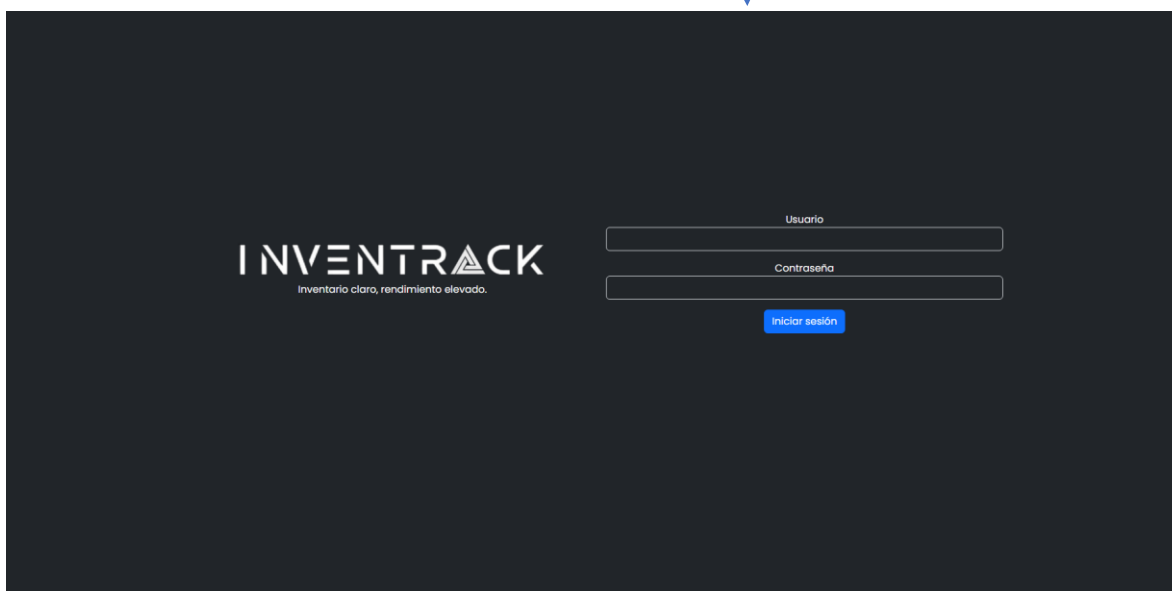 INVENTRACK
Inventario claro, rendimiento elevado.
Usuario
Contraseña
Iniciar sesión